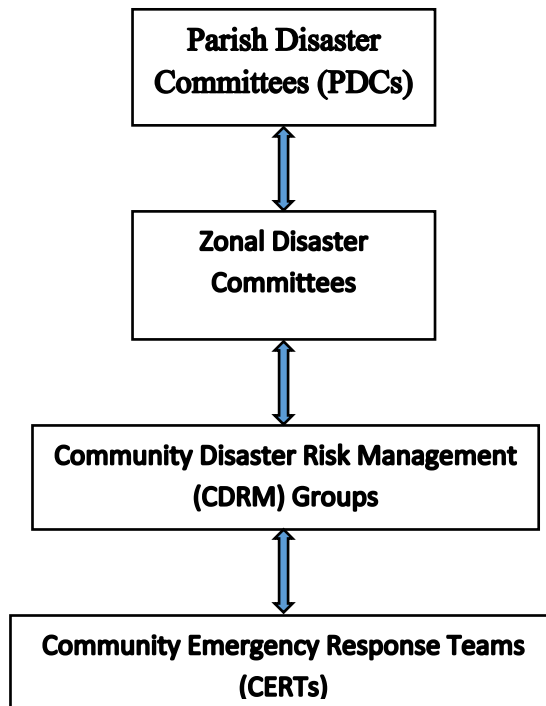 Parish Disaster
Committees (PDCs)
Zonal Disaster
Committees
Community Disaster Risk Management
(CDRM) Groups
Community Emergency Response Teams
(CERTs)